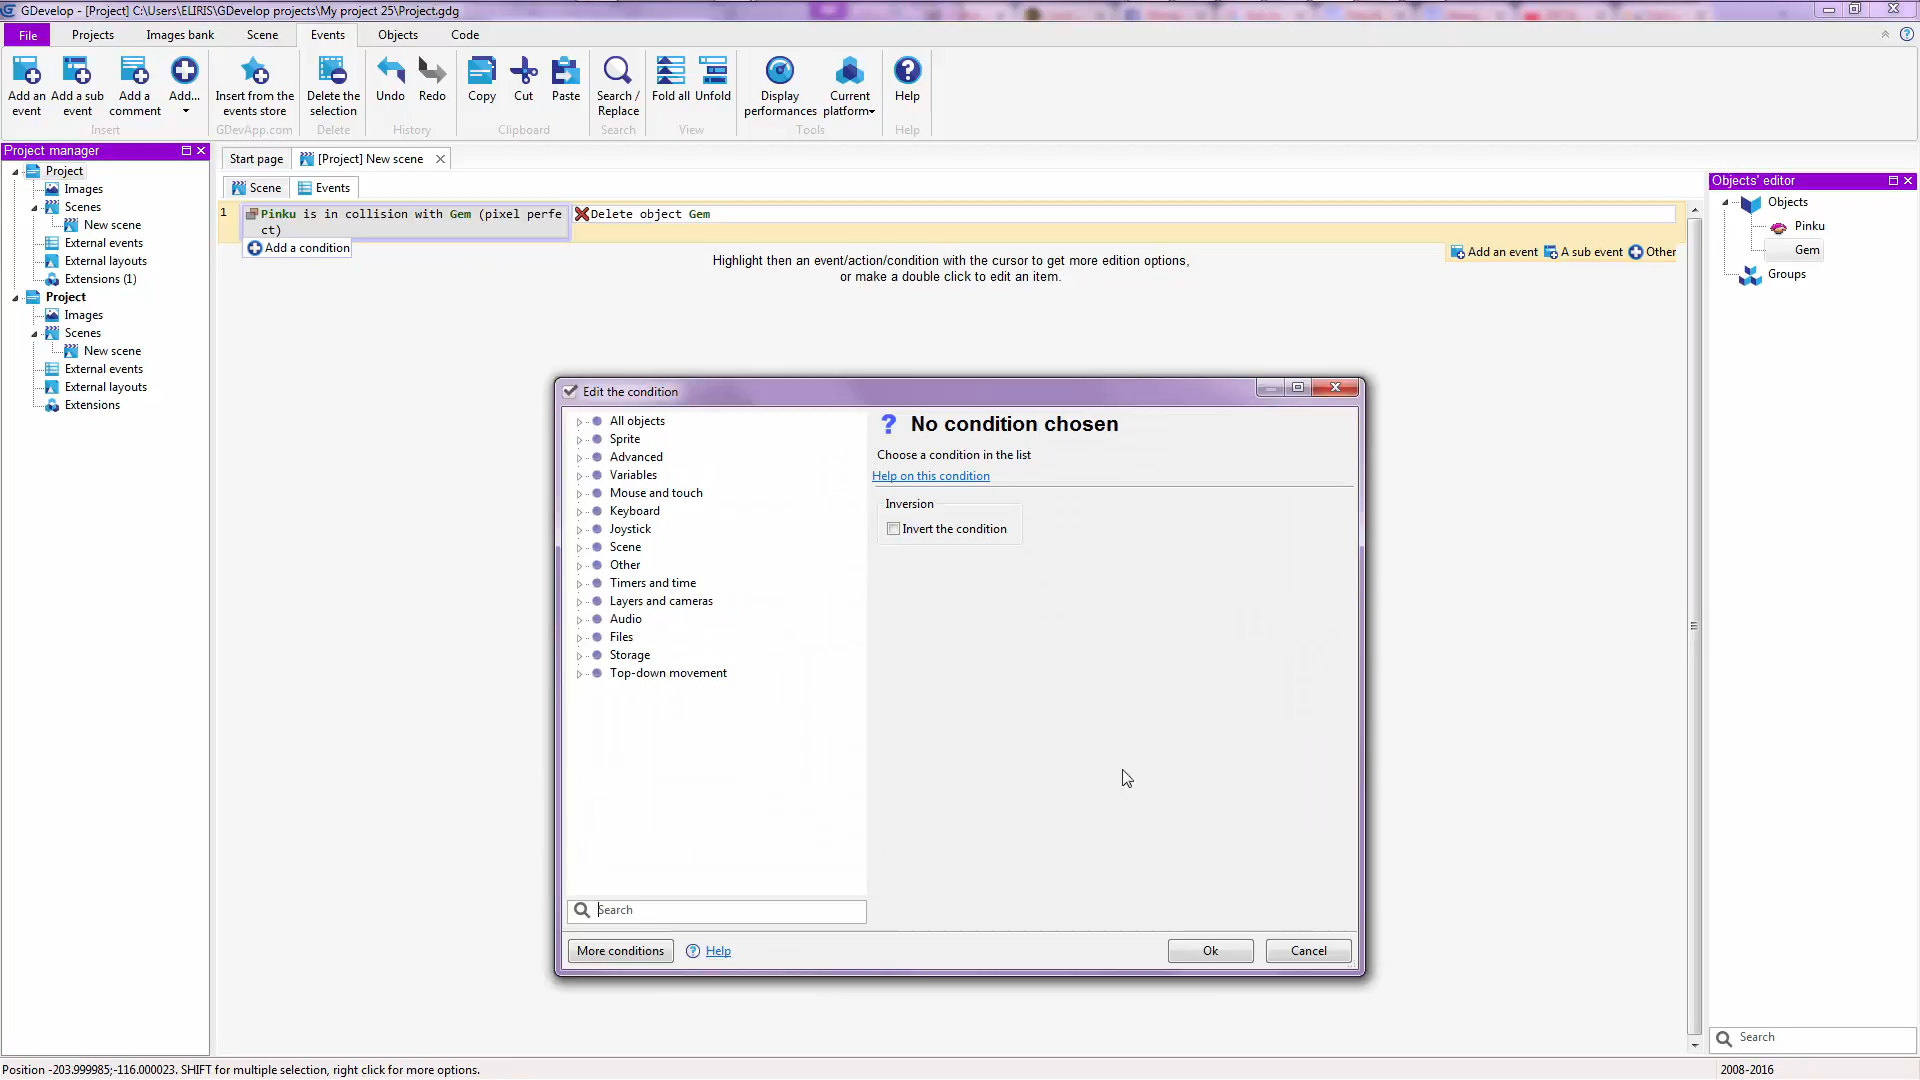 GDevelop - [Project] C:\Users\ELIRIS\GDevelop projects\My project 25\Project.gdg
File Projects Images bank Scene Events Objects Code
Add an event
Add a sub event
Add a comment
Add...
Insert from the events store
Delete the selection
Undo
Redo
Copy
Cut
Paste
Search / Replace
Fold all
Unfold
Display performances
Current platform
Help
Insert GDevApp.com Delete History Clipboard Search View Tools Help
Project manager
Project
Images
Scenes
New scene
External events
External layouts
Extensions (1)
Project
Images
Scenes
New scene
External events
External layouts
Extensions
Start page [Project] New scene
Scene Events
1 Pinku is in collision with Gem (pixel perfe
ct)
Delete object Gem
Add a condition
Add an event A sub event Other
Highlight then an event/action/condition with the cursor to get more edition options,
or make a double click to edit an item.
Edit the condition
All objects
Sprite
Advanced
Variables
Mouse and touch
Keyboard
Joystick
Scene
Other
Timers and time
Layers and cameras
Audio
Files
Storage
Top-down movement
Search
? No condition chosen
Choose a condition in the list
Help on this condition
Inversion
Invert the condition
More conditions Help Ok Cancel
Objects' editor
Objects
Pinku
Gem
Groups
Search
Position -203.999985;-116.000023. SHIFT for multiple selection, right click for more options.
2008-2016